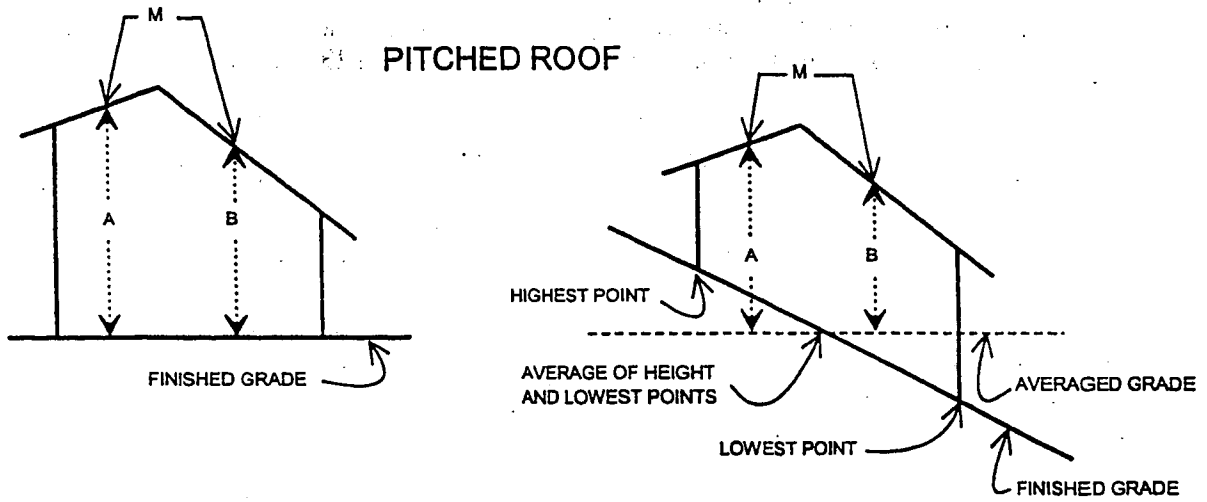 M
PITCHED ROOF
M
A
B
A
B
HIGHEST POINT
FINISHED GRADE
AVERAGE OF HEIGHT
AND LOWEST POINTS
AVERAGED GRADE
LOWEST POINT
FINISHED GRADE